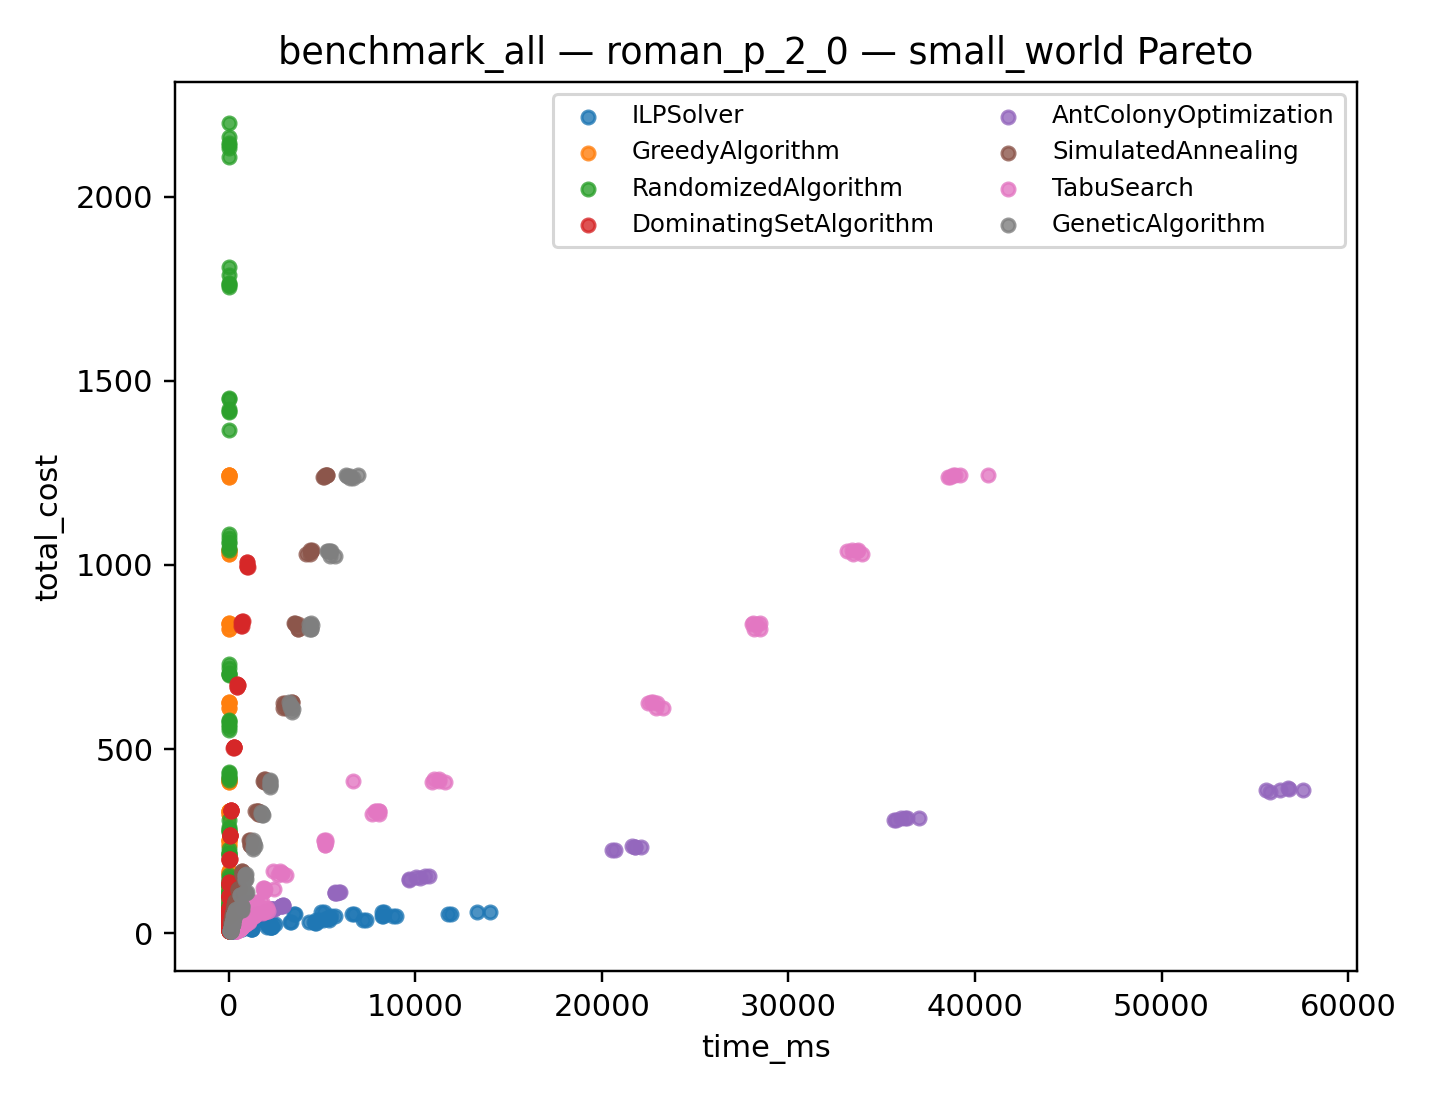 benchmark_all — roman_p_2_0 — small_world Pareto
ILPSolver
GreedyAlgorithm
RandomizedAlgorithm
DominatingSetAlgorithm
AntColonyOptimization
SimulatedAnnealing
TabuSearch
GeneticAlgorithm
total_cost
2000
1500
1000
500
0
0
10000
20000
30000
40000
50000
60000
time_ms